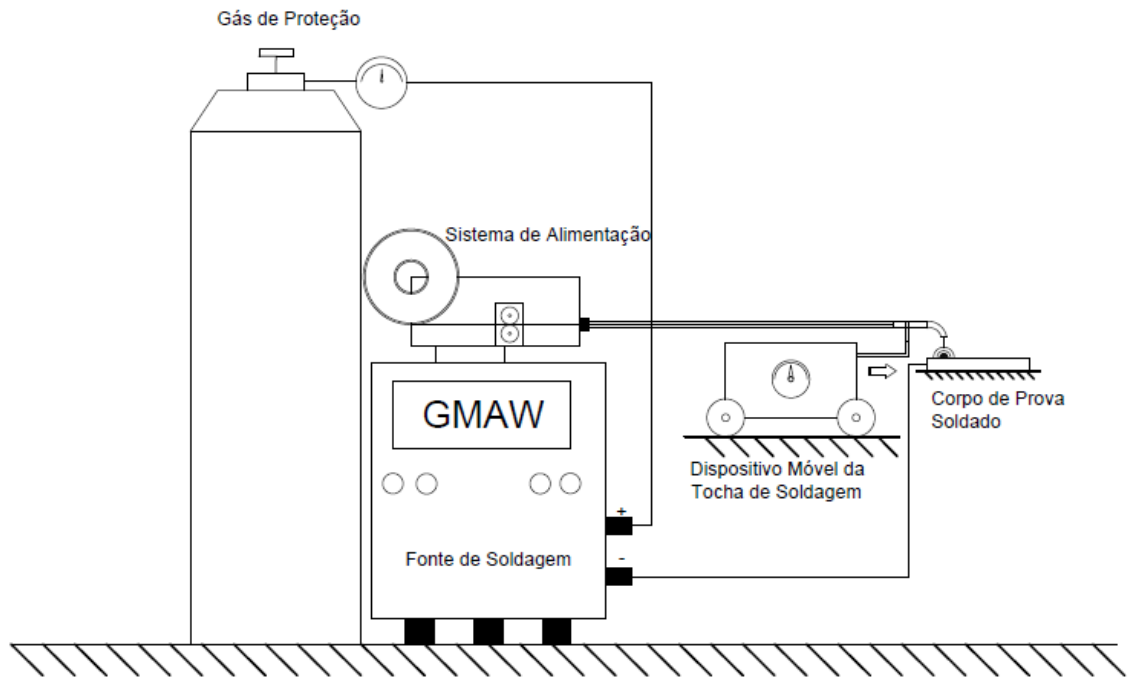 Gás de Proteção
Sistema de Alimentação
GMAW
Corpo de Prova
Soldado
Dispositivo Móvel da
Tocha de Soldagem
+
Fonte de Soldagem
-